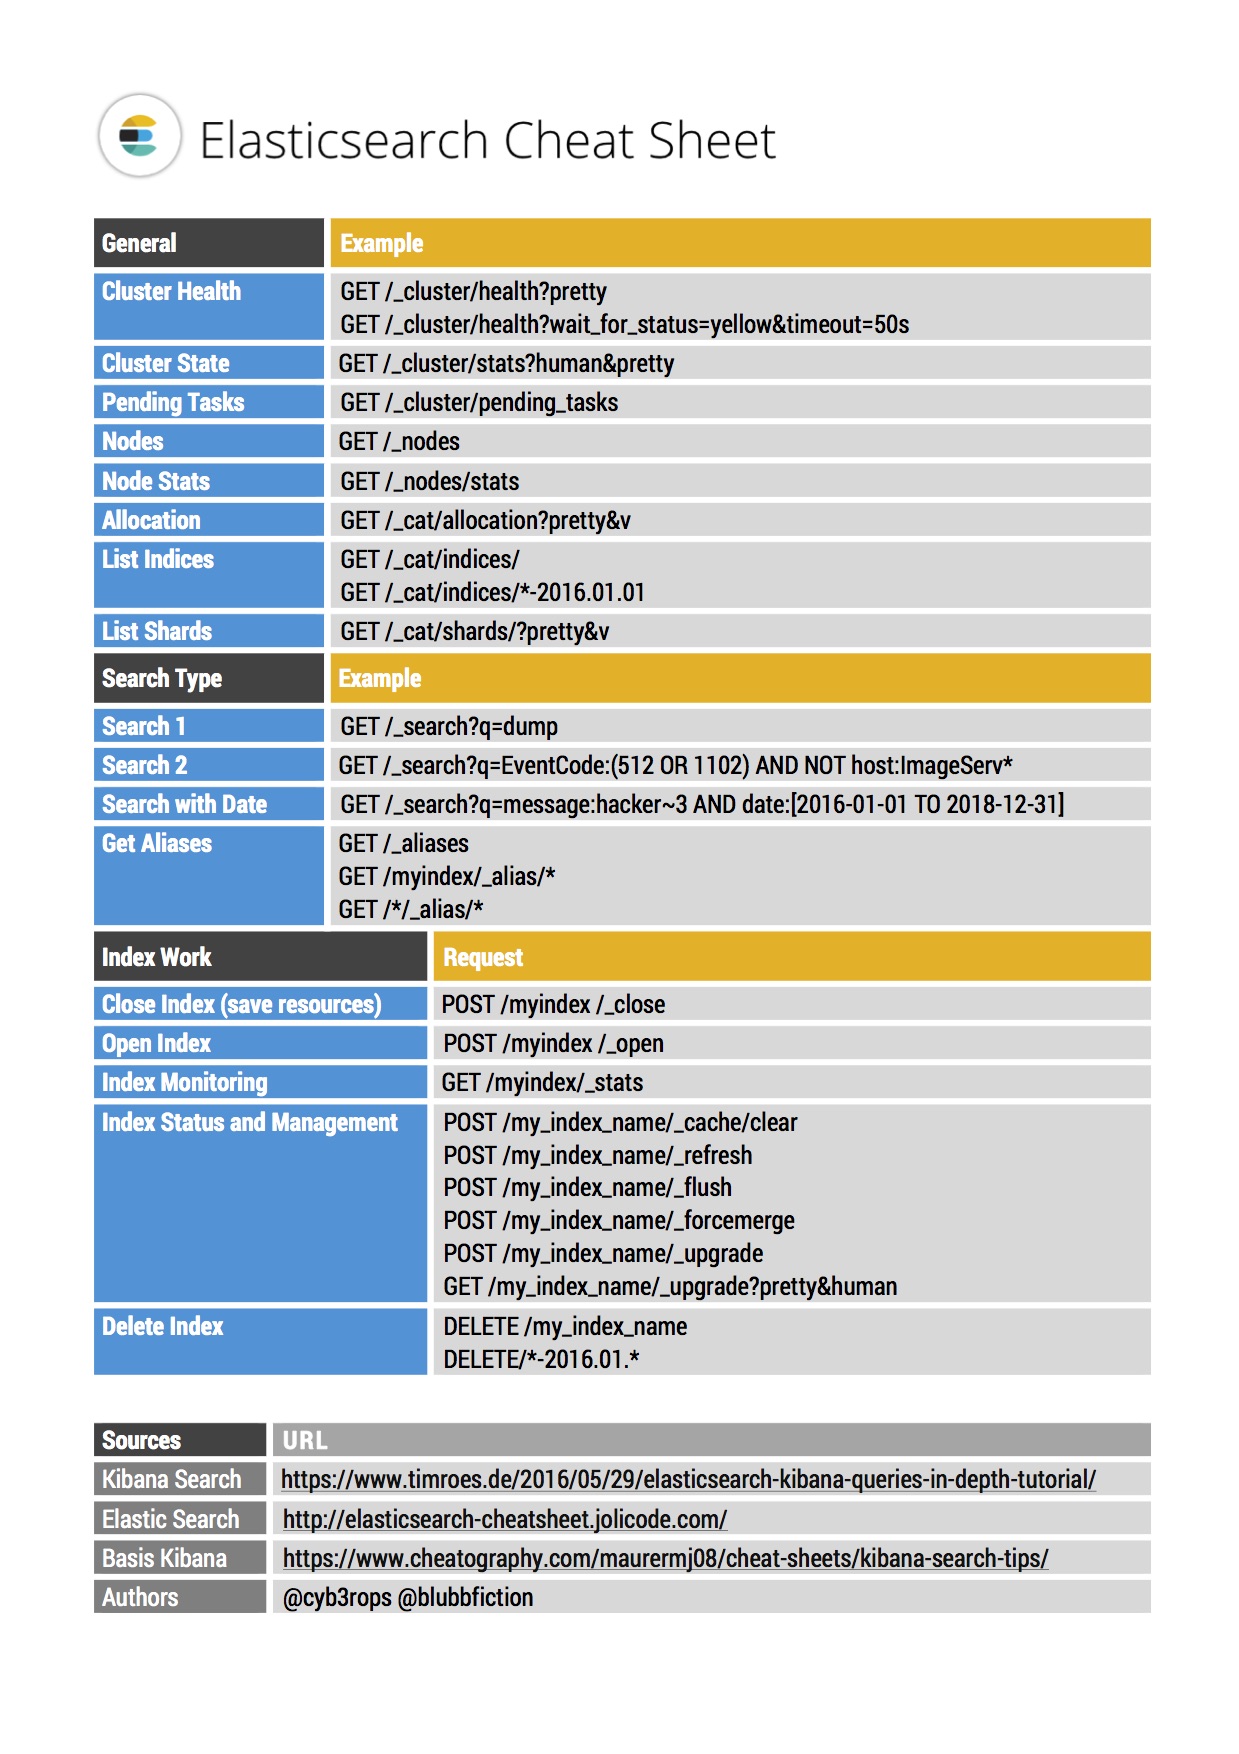 Elasticsearch Cheat Sheet
General Example
Cluster Health GET /_cluster/health?pretty
GET /_cluster/health?wait_for_status=yellow&timeout=50s
Cluster State GET /_cluster/stats?human&pretty
Pending Tasks GET /_cluster/pending_tasks
Nodes GET /_nodes
Node Stats GET /_nodes/stats
Allocation GET /_cat/allocation?pretty&v
List Indices GET /_cat/indices/
GET /_cat/indices/*-2016.01.01
List Shards GET /_cat/shards/?pretty&v
Search Type Example
Search 1 GET /_search?q=dump
Search 2 GET /_search?q=EventCode:(512 OR 1102) AND NOT host:ImageServ*
Search with Date GET /_search?q=message:hacker~3 AND date:[2016-01-01 TO 2018-12-31]
Get Aliases GET /_aliases
GET /myindex/_alias/*
GET /*/_alias/*
Index Work Request
Close Index (save resources) POST /myindex /_close
Open Index POST /myindex /_open
Index Monitoring GET /myindex/_stats
Index Status and Management POST /my_index_name/_cache/clear
POST /my_index_name/_refresh
POST /my_index_name/_flush
POST /my_index_name/_forcemerge
POST /my_index_name/_upgrade
GET /my_index_name/_upgrade?pretty&human
Delete Index DELETE /my_index_name
DELETE/*-2016.01.*
Sources URL
Kibana Search https://www.timroes.de/2016/05/29/elasticsearch-kibana-queries-in-depth-tutorial/
Elastic Search http://elasticsearch-cheatsheet.jolicode.com/
Basis Kibana https://www.cheatography.com/maurermj08/cheat-sheets/kibana-search-tips/
Authors @cyb3rops @blubbfiction